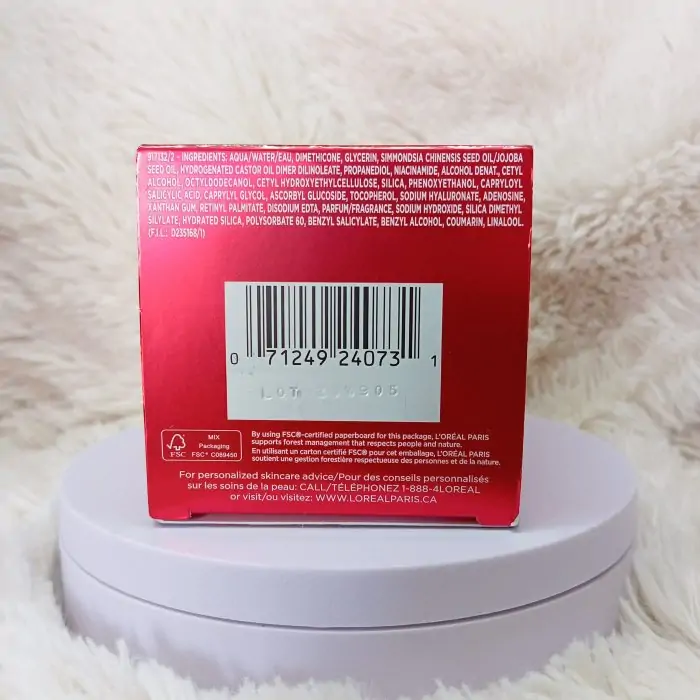 917132/2 - INGREDIENTS: AQUA/WATER/EAU, DIMETHICONE, GLYCERIN, SIMMONDSIA CHINENSIS SEED OIL/JOJOBA
SEED OIL, HYDROGENATED CASTOR OIL DIMER DILINOLEATE, PROPANEDIOL, NIACINAMIDE, ALCOHOL DENAT., CETYL
ALCOHOL, OCTYLDODECANOL, CETYL HYDROXYETHYLCELLULOSE, SILICA, PHENOXYETHANOL, CAPRYLOYL
SALICYLIC ACID, CAPRYLYL GLYCOL, ASCORBYL GLUCOSIDE, TOCOPHEROL, SODIUM HYALURONATE, ADENOSINE,
XANTHAN GUM, RETINYL PALMITATE, DISODIUM EDTA, PARFUM/FRAGRANCE, SODIUM HYDROXIDE, SILICA DIMETHYL
SILYLATE, HYDRATED SILICA, POLYSORBATE 60, BENZYL SALICYLATE, BENZYL ALCOHOL, COUMARIN, LINALOOL.
(F.I.L.: D235168/1)
0 71249 24073 1
LOT
FSC
MIX
Packaging
FSC® C089450
By using FSC®-certified paperboard for this package, L'ORÉAL PARIS
supports forest management that respects people and nature.
En utilisant un carton certifié FSC® pour cet emballage, L'ORÉAL PARIS
soutient une gestion forestière respectueuse des personnes et de la nature.
For personalized skincare advice/Pour des conseils personnalisés
sur les soins de la peau: CALL/TÉLÉPHONEZ 1-888-4LOREAL
or visit/ou visitez: WWW.LOREALPARIS.CA